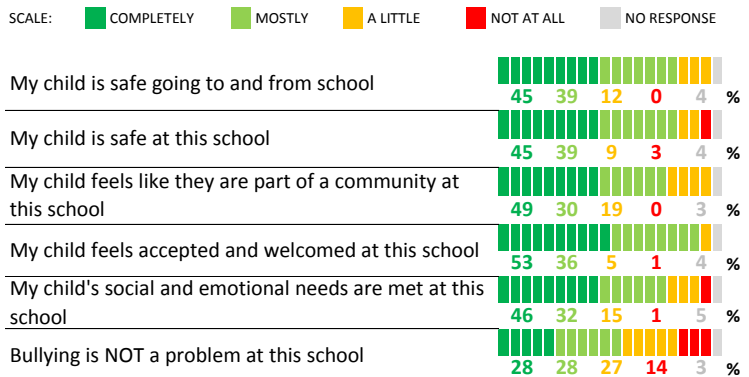 SCALE: COMPLETELY MOSTLY A LITTLE NOT AT ALL NO RESPONSE
My child is safe going to and from school
45 39 12 0 4 %
My child is safe at this school
45 39 9 3 4 %
My child feels like they are part of a community at
this school
49 30 19 0 3 %
My child feels accepted and welcomed at this school
53 36 5 1 4 %
My child's social and emotional needs are met at this
school
46 32 15 1 5 %
Bullying is NOT a problem at this school
28 28 27 14 3 %